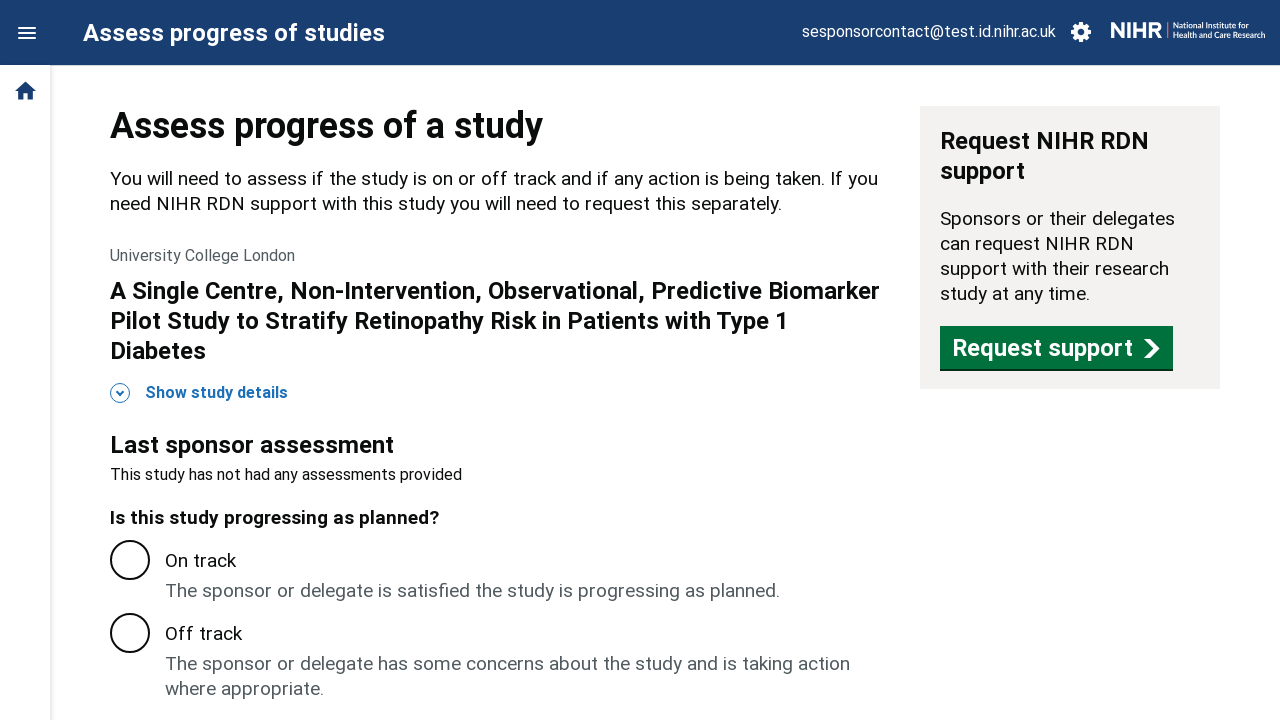 Assess progress of studies
sesponsorcontact@test.id.nihr.ac.uk
NIHR | National Institute for
Health and Care Research
Assess progress of a study
You will need to assess if the study is on or off track and if any action is being taken. If you
need NIHR RDN support with this study you will need to request this separately.
University College London
A Single Centre, Non-Intervention, Observational, Predictive Biomarker
Pilot Study to Stratify Retinopathy Risk in Patients with Type 1
Diabetes
Show study details
Last sponsor assessment
This study has not had any assessments provided
Is this study progressing as planned?
On track
The sponsor or delegate is satisfied the study is progressing as planned.
Off track
The sponsor or delegate has some concerns about the study and is taking action
where appropriate.
Request NIHR RDN
support
Sponsors or their delegates
can request NIHR RDN
support with their research
study at any time.
Request support